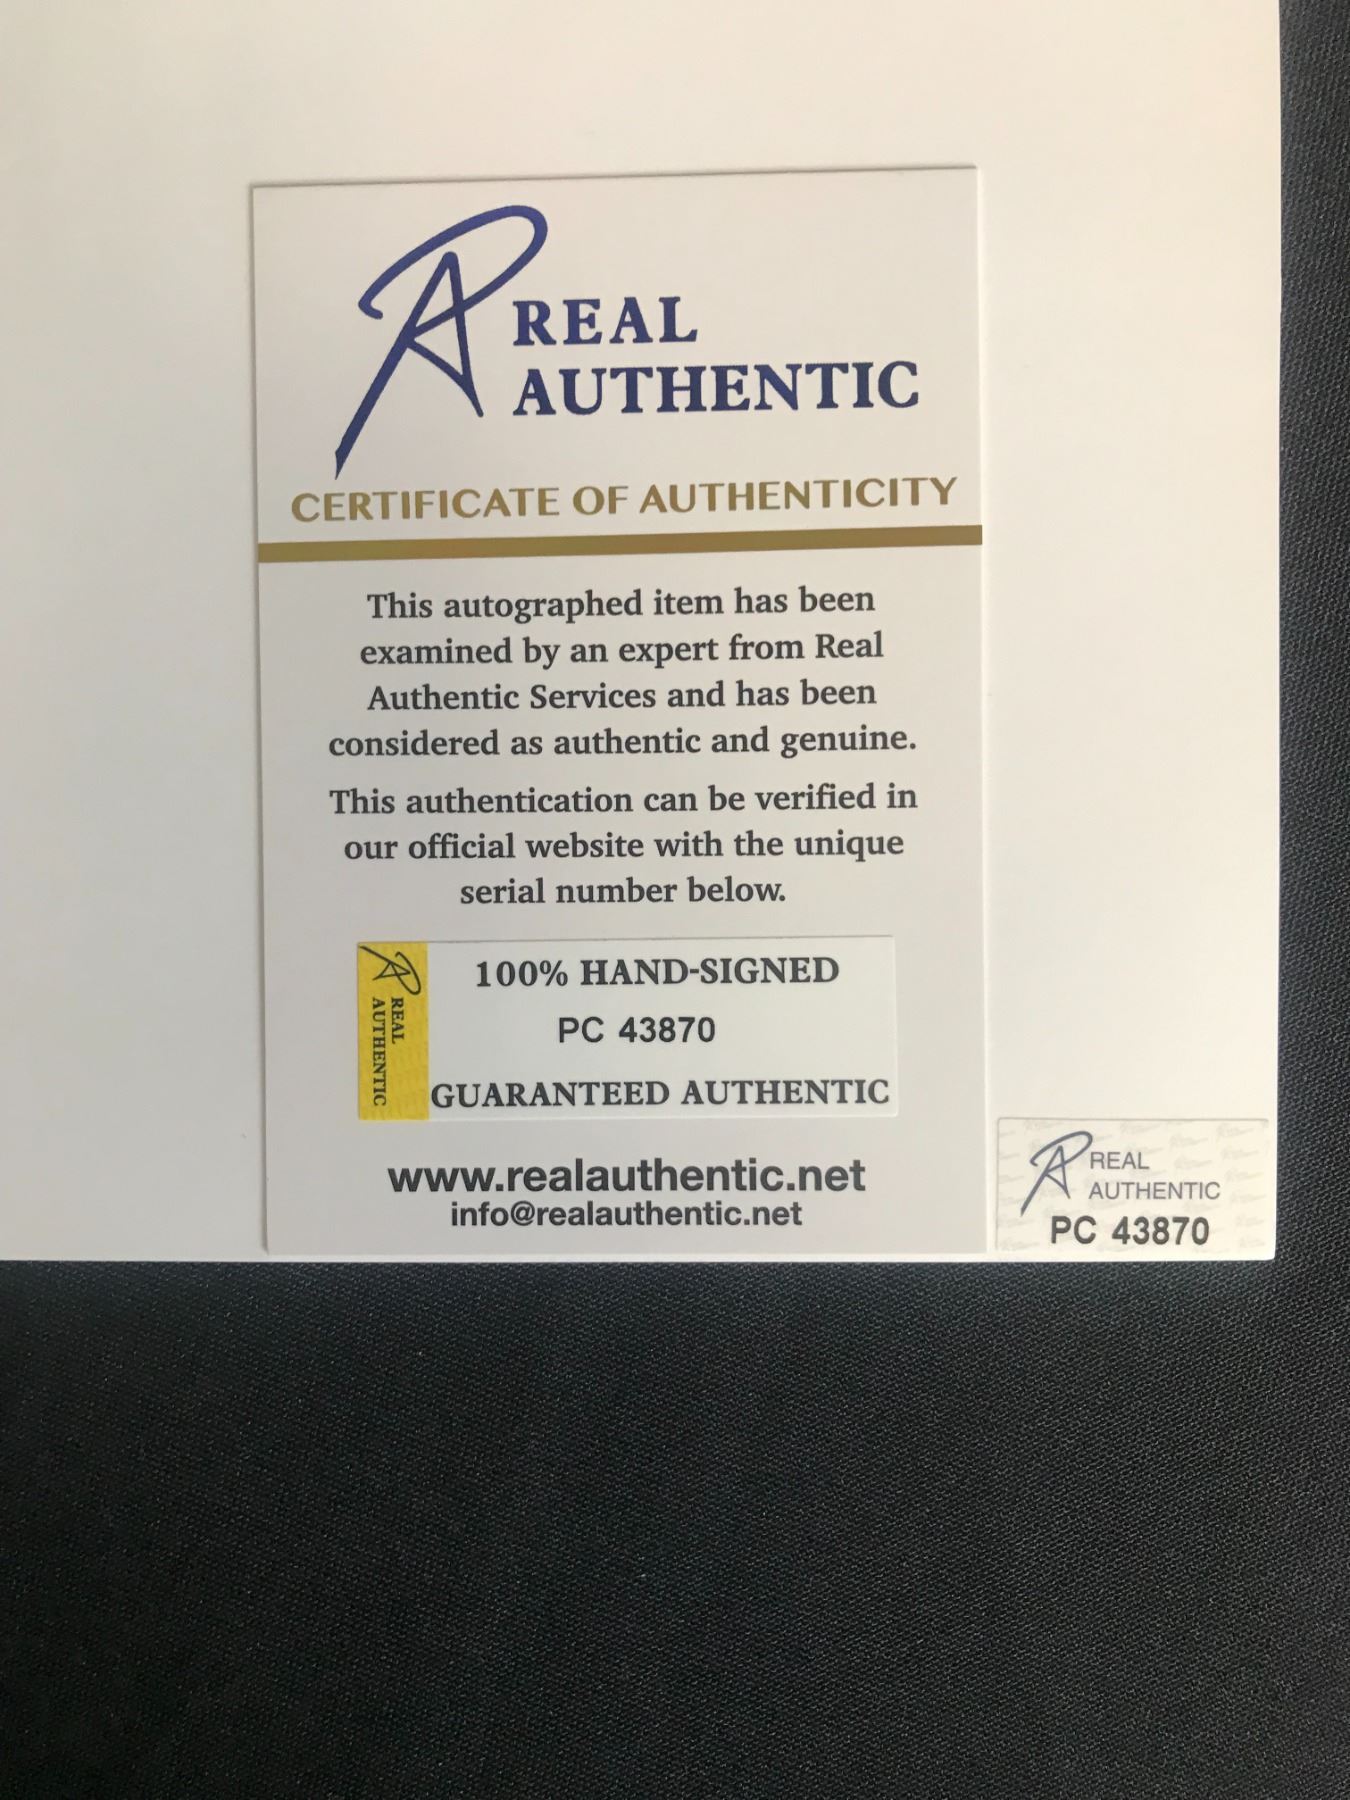 REAL
AUTHENTIC
CERTIFICATE OF AUTHENTICITY
This autographed item has been
examined by an expert from Real
Authentic Services and has been
considered as authentic and genuine.
This authentication can be verified in
our official website with the unique
serial number below.
REAL
AUTHENTIC
100% HAND-SIGNED
PC 43870
GUARANTEED AUTHENTIC
www.realauthentic.net
info@realauthentic.net
REAL
AUTHENTIC
PC 43870